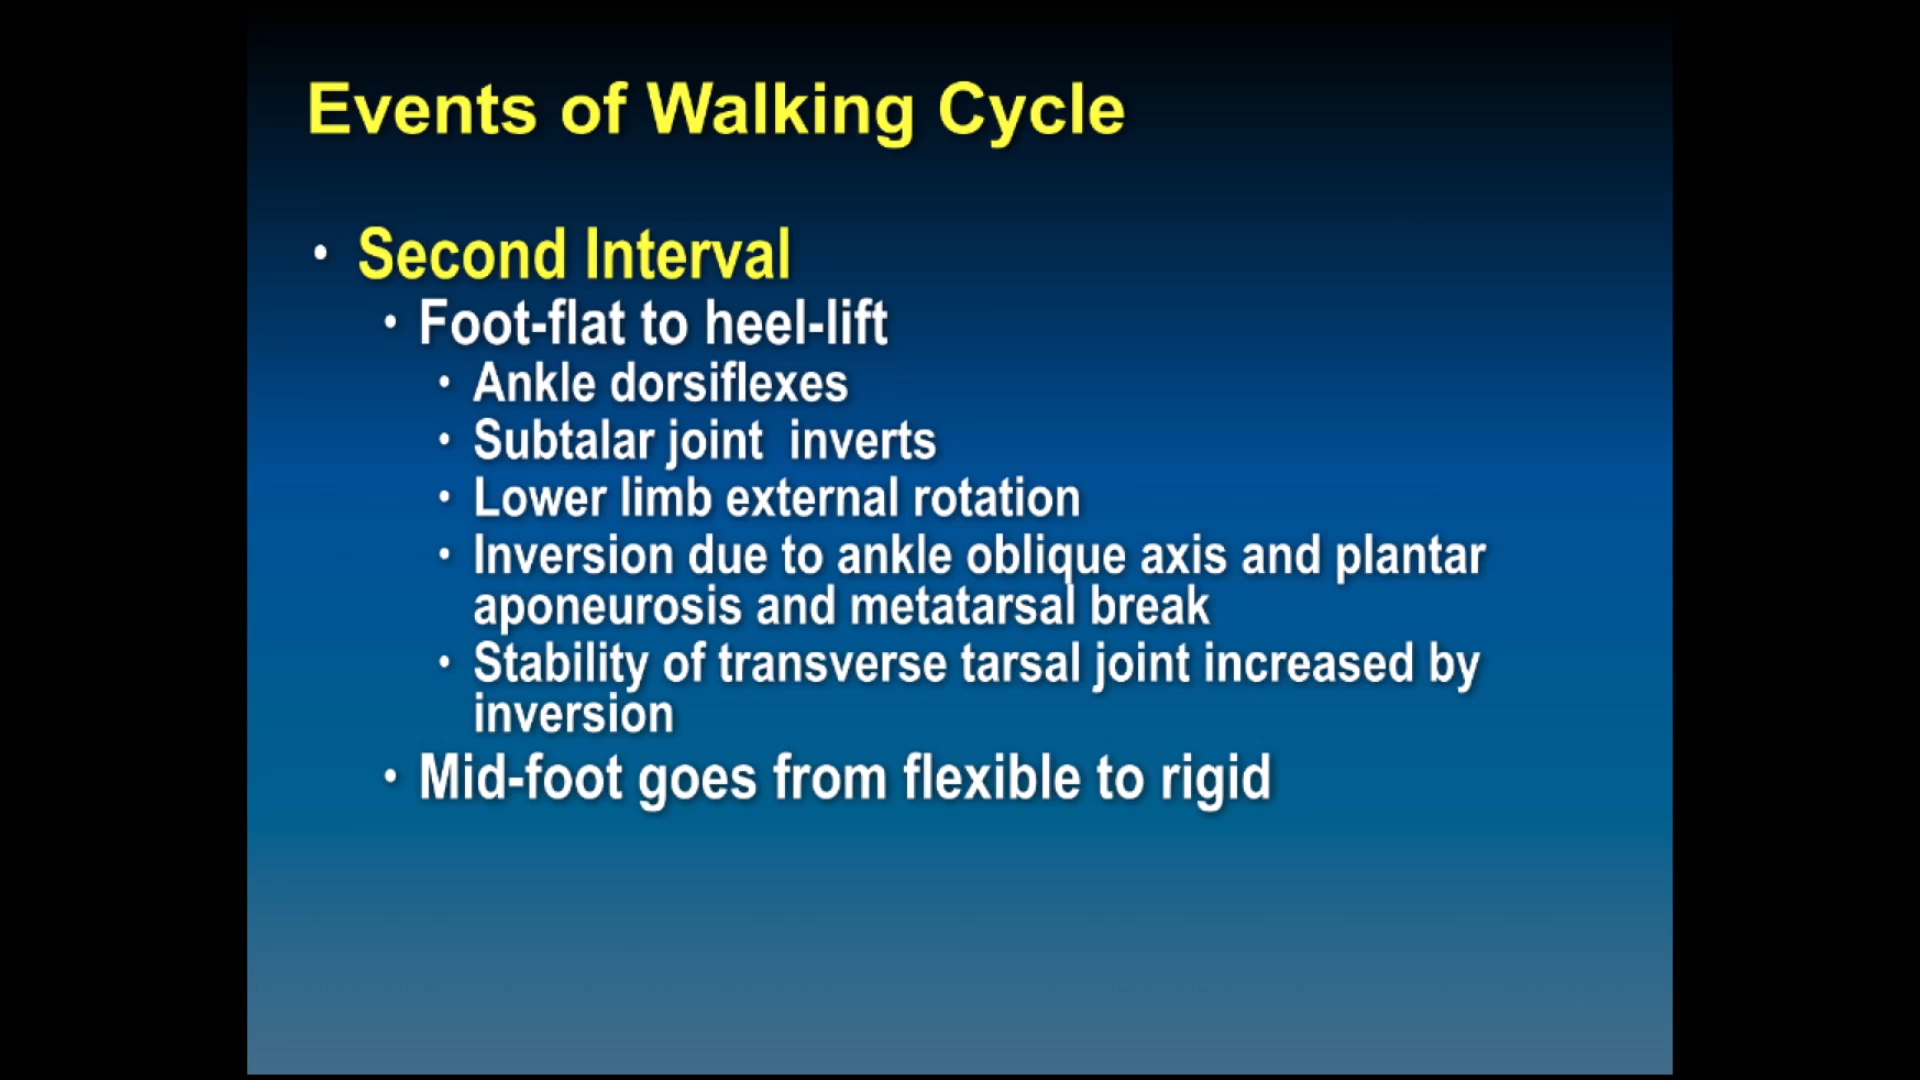 Events of Walking Cycle
• Second Interval
• Foot-flat to heel-lift
• Ankle dorsiflexes
• Subtalar joint  inverts
• Lower limb external rotation
• Inversion due to ankle oblique axis and plantar
aponeurosis and metatarsal break
• Stability of transverse tarsal joint increased by
inversion
• Mid-foot goes from flexible to rigid